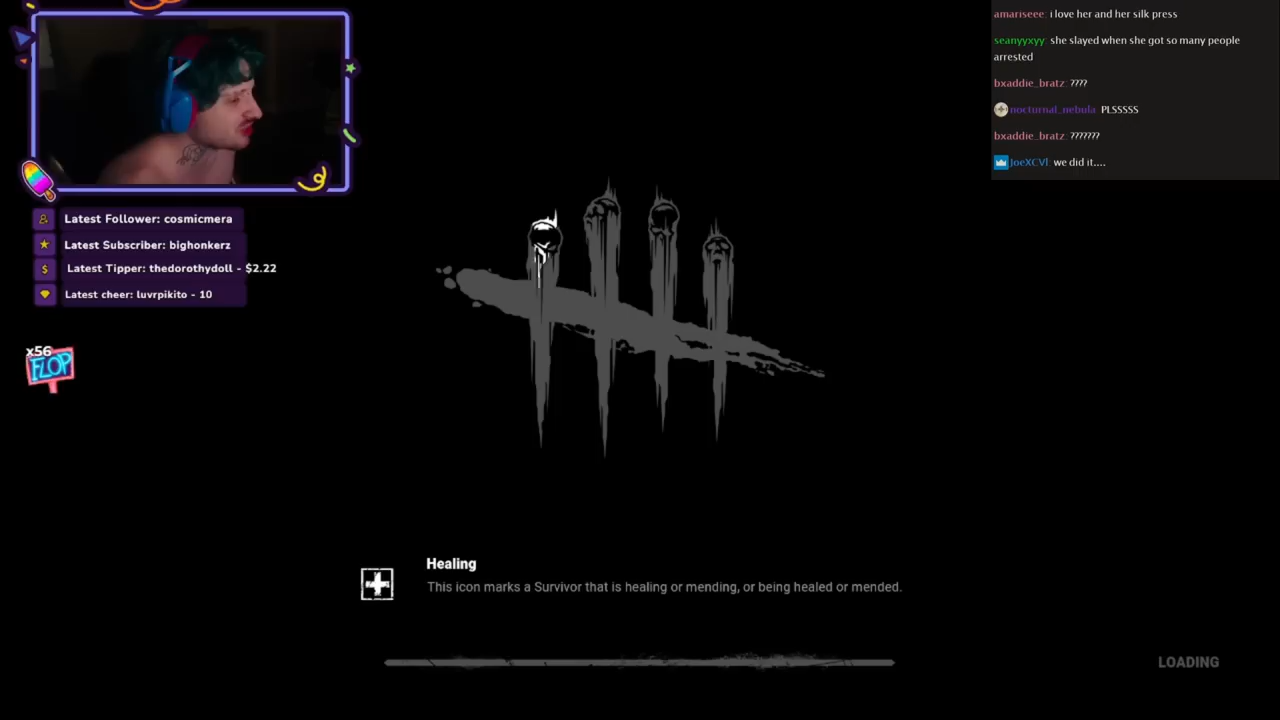 amariseee: i love her and her silk press
seanyyxyy: she slayed when she got so many people
arrested
bxaddie_bratz: ????
nocturnal_nebula: PLSSSSS
bxaddie_bratz: ???????
JoeXCVI: we did it....
Latest Follower: cosmicmera
Latest Subscriber: bighonkerz
Latest Tipper: thedorothydoll - $2.22
Latest cheer: luvrpikito - 10
x56
FLOP
Healing
This icon marks a Survivor that is healing or mending, or being healed or mended.
LOADING